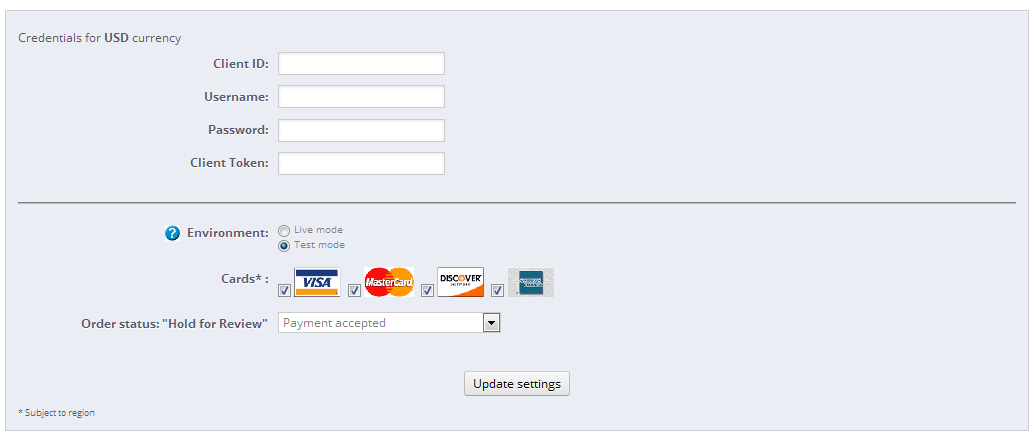 Credentials for USD currency
Client ID:
Username:
Password:
Client Token:
? Environment:
Live mode
Test mode
Cards* :
VISA
MasterCard
DISCOVER
NETWORK
Order status: "Hold for Review"
Payment accepted
Update settings
* Subject to region